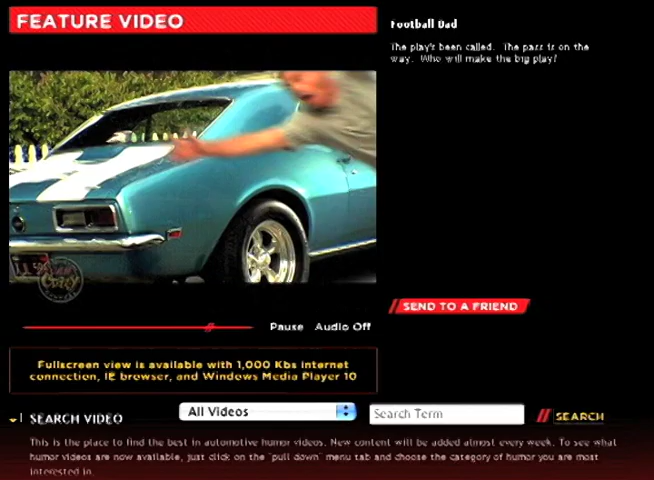 FEATURE VIDEO
Football Dad
The play's been called. The pass is on the
way. Who will make the big play?
Crazy
// SEND TO A FRIEND
Pause Audio Off
Fullscreen view is available with 1,000 Kbs internet
connection, IE browser, and Windows Media Player 10
SEARCH VIDEO
All Videos
Search Term
// SEARCH
This is the place to find the best in automotive humor videos. New content will be added almost every week. To see what
humor videos are now available, just click on the "pull down" menu tab and choose the category of humor you are most
interested in.